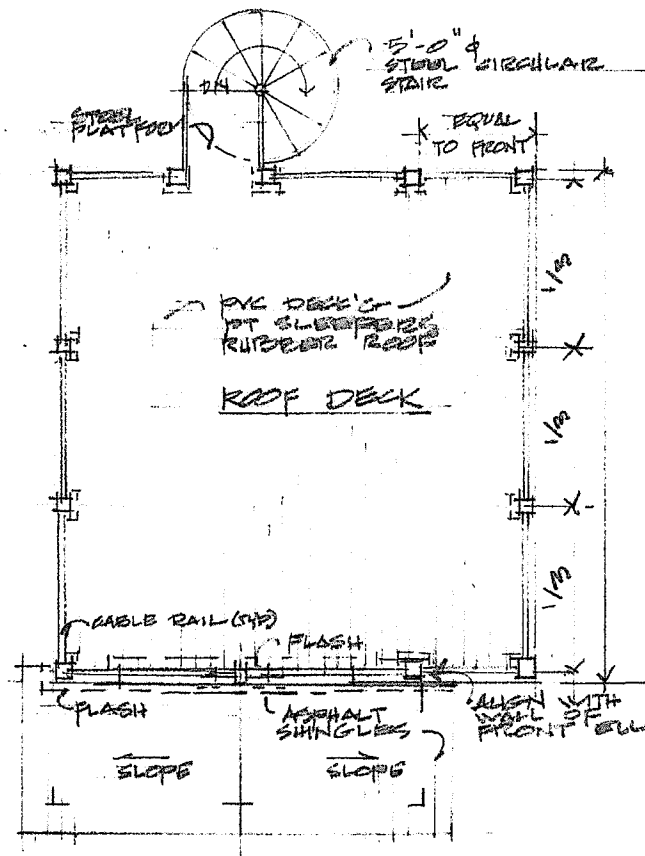 5'-0" ϕ
STEEL CIRCULAR
STAIR
STEEL
PLATFORM
EQUAL
TO FRONT
1/3
PVC DECK'G
PT SLEEPERS
RUBBER ROOF
ROOF DECK
1/3
1/3
CABLE RAIL (TYP)
FLASH
FLASH
ASPHALT
SHINGLES
ALIGN WITH
WALL OF
FRONT ELL
SLOPE
SLOPE